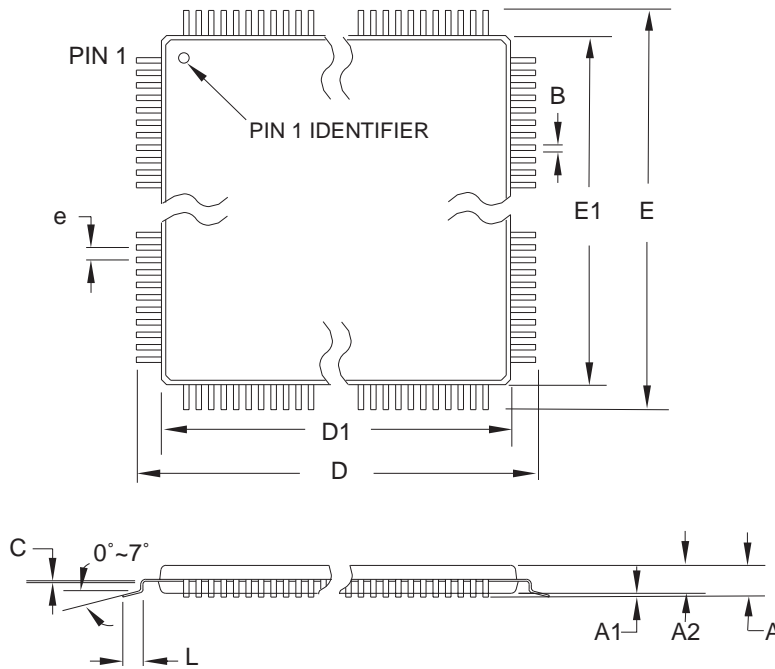 PIN 1
PIN 1 IDENTIFIER
B
e
E1
E
D1
D
C
0°~7°
L
A1
A2
A